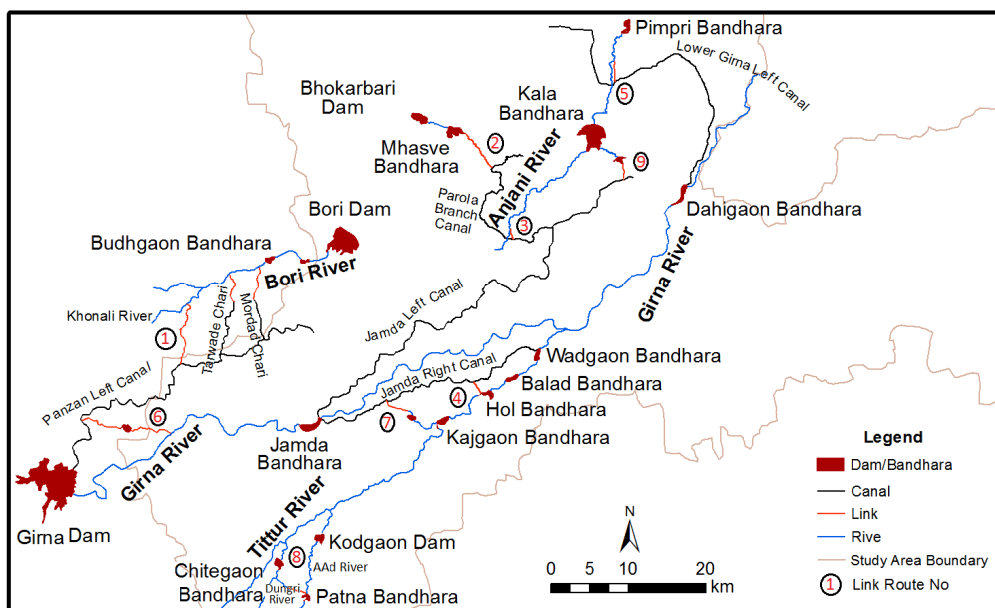 Pimpri Bandhara
Lower Girna Left Canal
Bhokarbari
Dam
Kala
Bandhara
5
2
Mhasve
Bandhara
9
Anjani River
Parola
Branch
Canal
3
Dahigaon Bandhara
Bori Dam
Budhgaon Bandhara
Bori River
Girna River
Khonali River
1
Tarwade Chari
Mordad Chari
Jamda Left Canal
Panzan Left Canal
Wadgaon Bandhara
Jamda Right Canal
Balad Bandhara
4
Hol Bandhara
6
7
Kajgaon Bandhara
Jamda
Bandhara
Girna River
Girna Dam
Tittur River
Kodgaon Dam
8
AAd River
Chitegaon
Bandhara
Dungri
River
Patna Bandhara
N
0 5 10 20
km
Legend
Dam/Bandhara
Canal
Link
Rive
Study Area Boundary
1 Link Route No